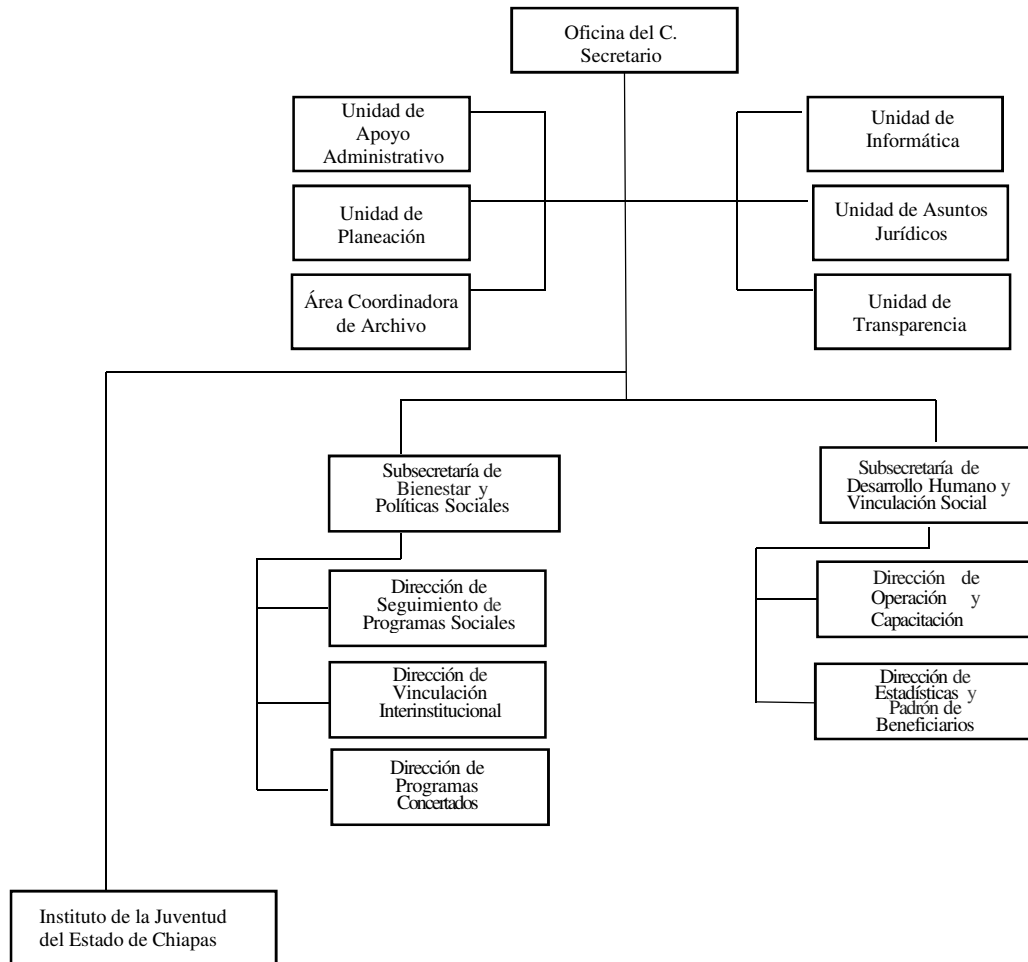 Oficina del C.
Secretario
Unidad de
Apoyo
Administrativo
Unidad de
Informática
Unidad de
Planeación
Unidad de Asuntos
Jurídicos
Área Coordinadora
de Archivo
Unidad de
Transparencia
Subsecretaría de
Bienestar y
Políticas Sociales
Subsecretaría de
Desarrollo Humano y
Vinculación Social
Dirección de
Seguimiento de
Programas Sociales
Dirección de
Operación y
Capacitación
Dirección de
Vinculación
Interinstitucional
Dirección de
Estadísticas y
Padrón de
Beneficiarios
Dirección de
Programas
Concertados
Instituto de la Juventud
del Estado de Chiapas